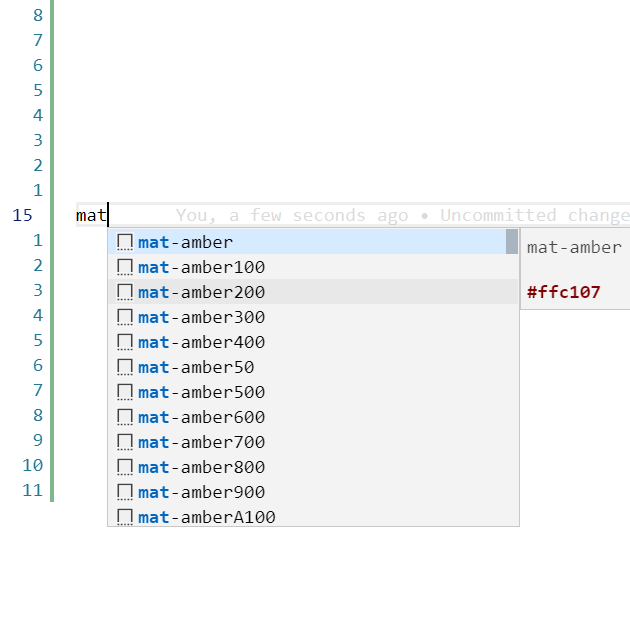 8
7
6
5
4
3
2
1
15 mat You, a few seconds ago • Uncommitted change
1 mat-amber mat-amber
2 mat-amber100
3 mat-amber200 #ffc107
4 mat-amber300
5 mat-amber400
6 mat-amber50
7 mat-amber500
8 mat-amber600
9 mat-amber700
10 mat-amber800
11 mat-amber900
mat-amberA100